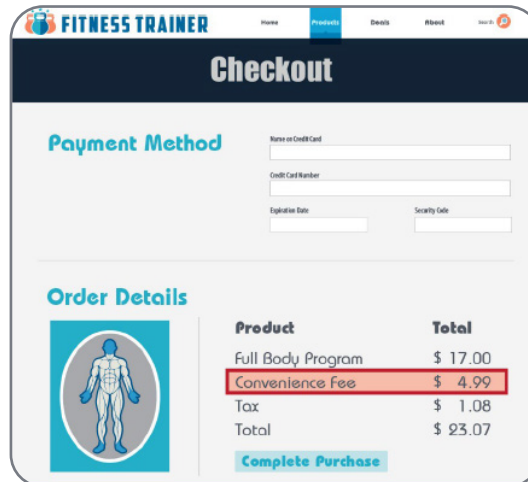 FITNESS TRAINER Home Products Deals About Search
Checkout
Payment Method
Name on Credit Card
Credit Card Number
Expiration Date Security Code
Order Details
Product Total
Full Body Program $ 17.00
Convenience Fee $ 4.99
Tax $ 1.08
Total $ 23.07
Complete Purchase